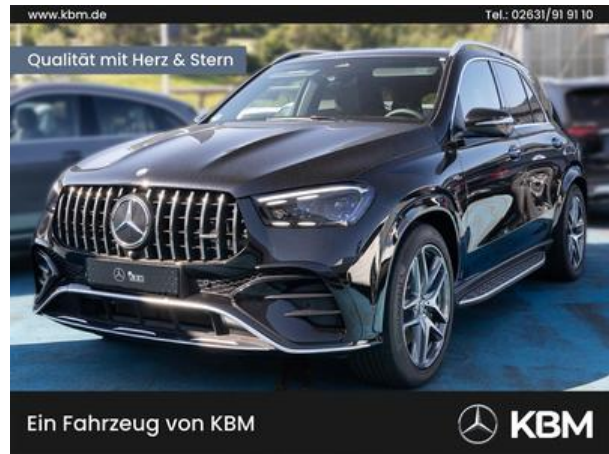 www.kbm.de
Tel.: 02631/91 91 10
Qualität mit Herz & Stern
Ein Fahrzeug von KBM
KBM